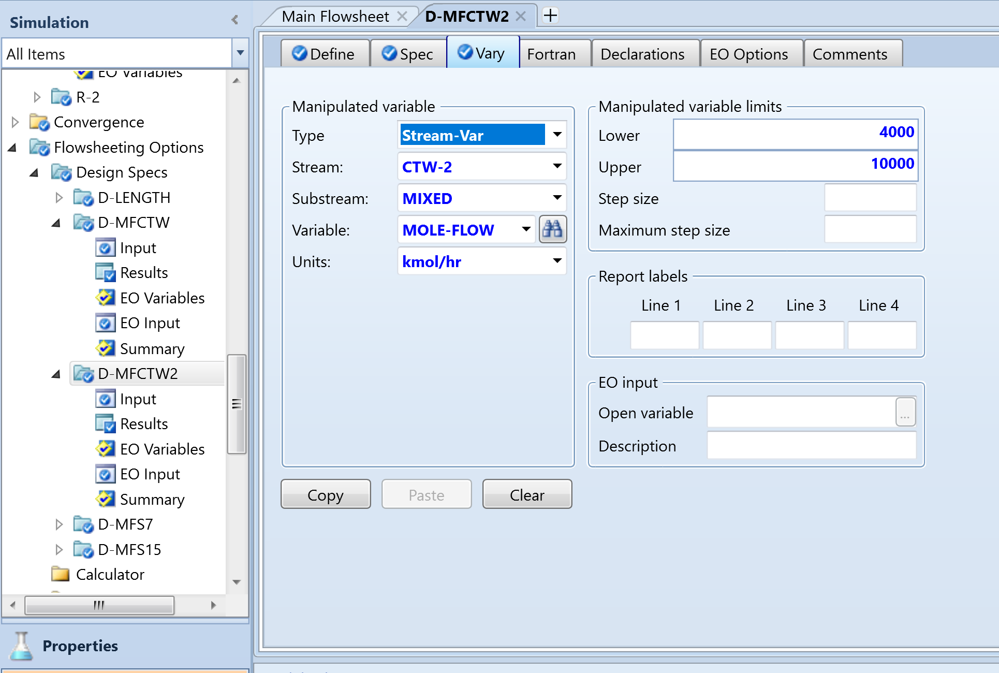 Simulation
All Items
EO Variables
R-2
Convergence
Flowsheeting Options
Design Specs
D-LENGTH
D-MFCTW
Input
Results
EO Variables
EO Input
Summary
D-MFCTW2
Input
Results
EO Variables
EO Input
Summary
D-MFS7
D-MFS15
Calculator
Properties
Main Flowsheet
D-MFCTW2
Define
Spec
Vary
Fortran
Declarations
EO Options
Comments
Manipulated variable
Type
Stream-Var
Stream:
CTW-2
Substream:
MIXED
Variable:
MOLE-FLOW
Units:
kmol/hr
Copy
Paste
Clear
Manipulated variable limits
Lower
4000
Upper
10000
Step size
Maximum step size
Report labels
Line 1 Line 2 Line 3 Line 4
EO input
Open variable
...
Description